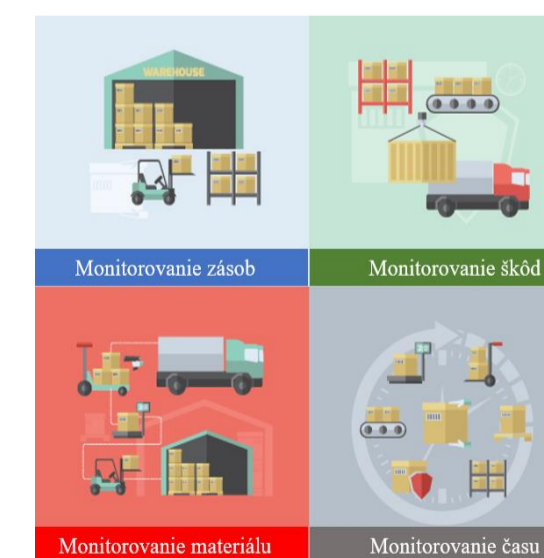 WAREHOUSE
Monitorovanie zásob
Monitorovanie škôd
Monitorovanie materiálu
Monitorovanie času